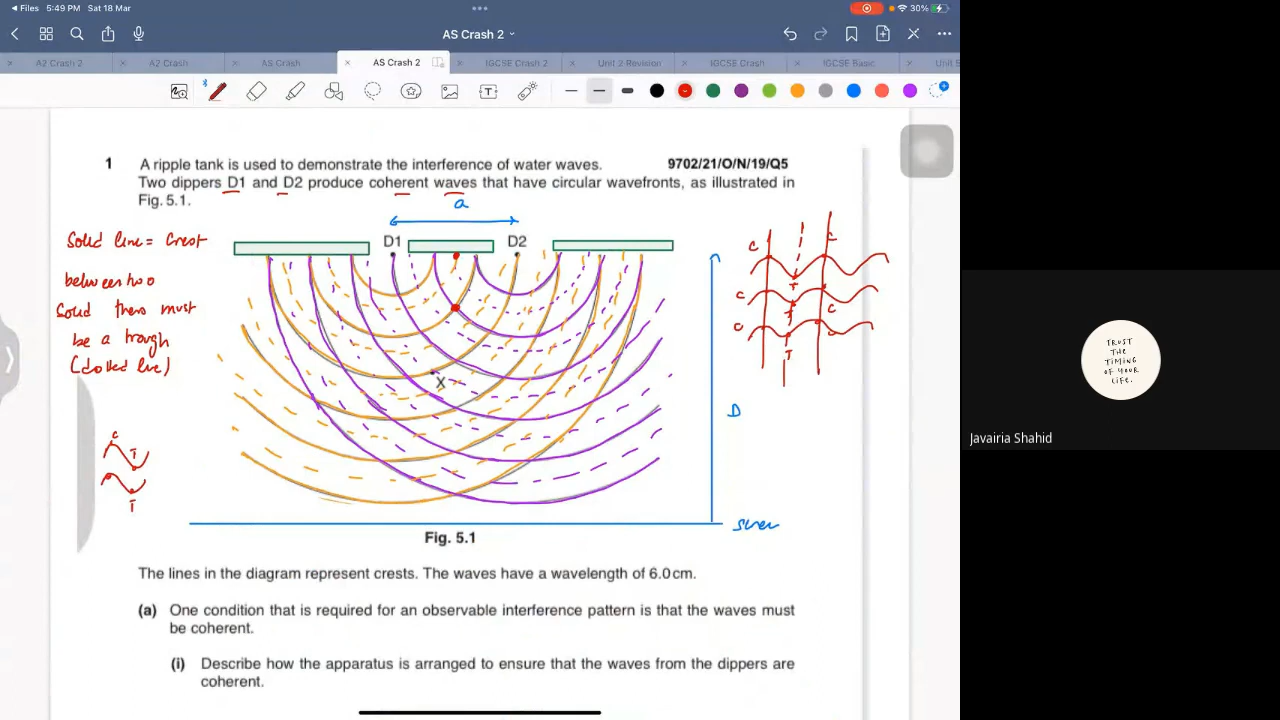 Files 5:49 PM Sat 18 Mar
30%
AS Crash 2
A2 Crash 2
A2 Crash
AS Crash
AS Crash 2
IGCSE Crash 2
Unit 2 Revision
IGCSE Crash
IGCSE Basic
Unit 5
1 A ripple tank is used to demonstrate the interference of water waves. 9702/21/O/N/19/Q5
Two dippers D1 and D2 produce coherent waves that have circular wavefronts, as illustrated in
Fig. 5.1.
a
Solid line = Crest
D1
D2
between two
Solid there must
be a trough
(dotted line)
C
C
T
C
T
C
C
C
T
X
D
C
T
T
Screen
Fig. 5.1
The lines in the diagram represent crests. The waves have a wavelength of 6.0 cm.
(a) One condition that is required for an observable interference pattern is that the waves must
be coherent.
(i) Describe how the apparatus is arranged to ensure that the waves from the dippers are
coherent.
TRUST
THE
TIMING
OF YOUR
LIFE.
Javairia Shahid